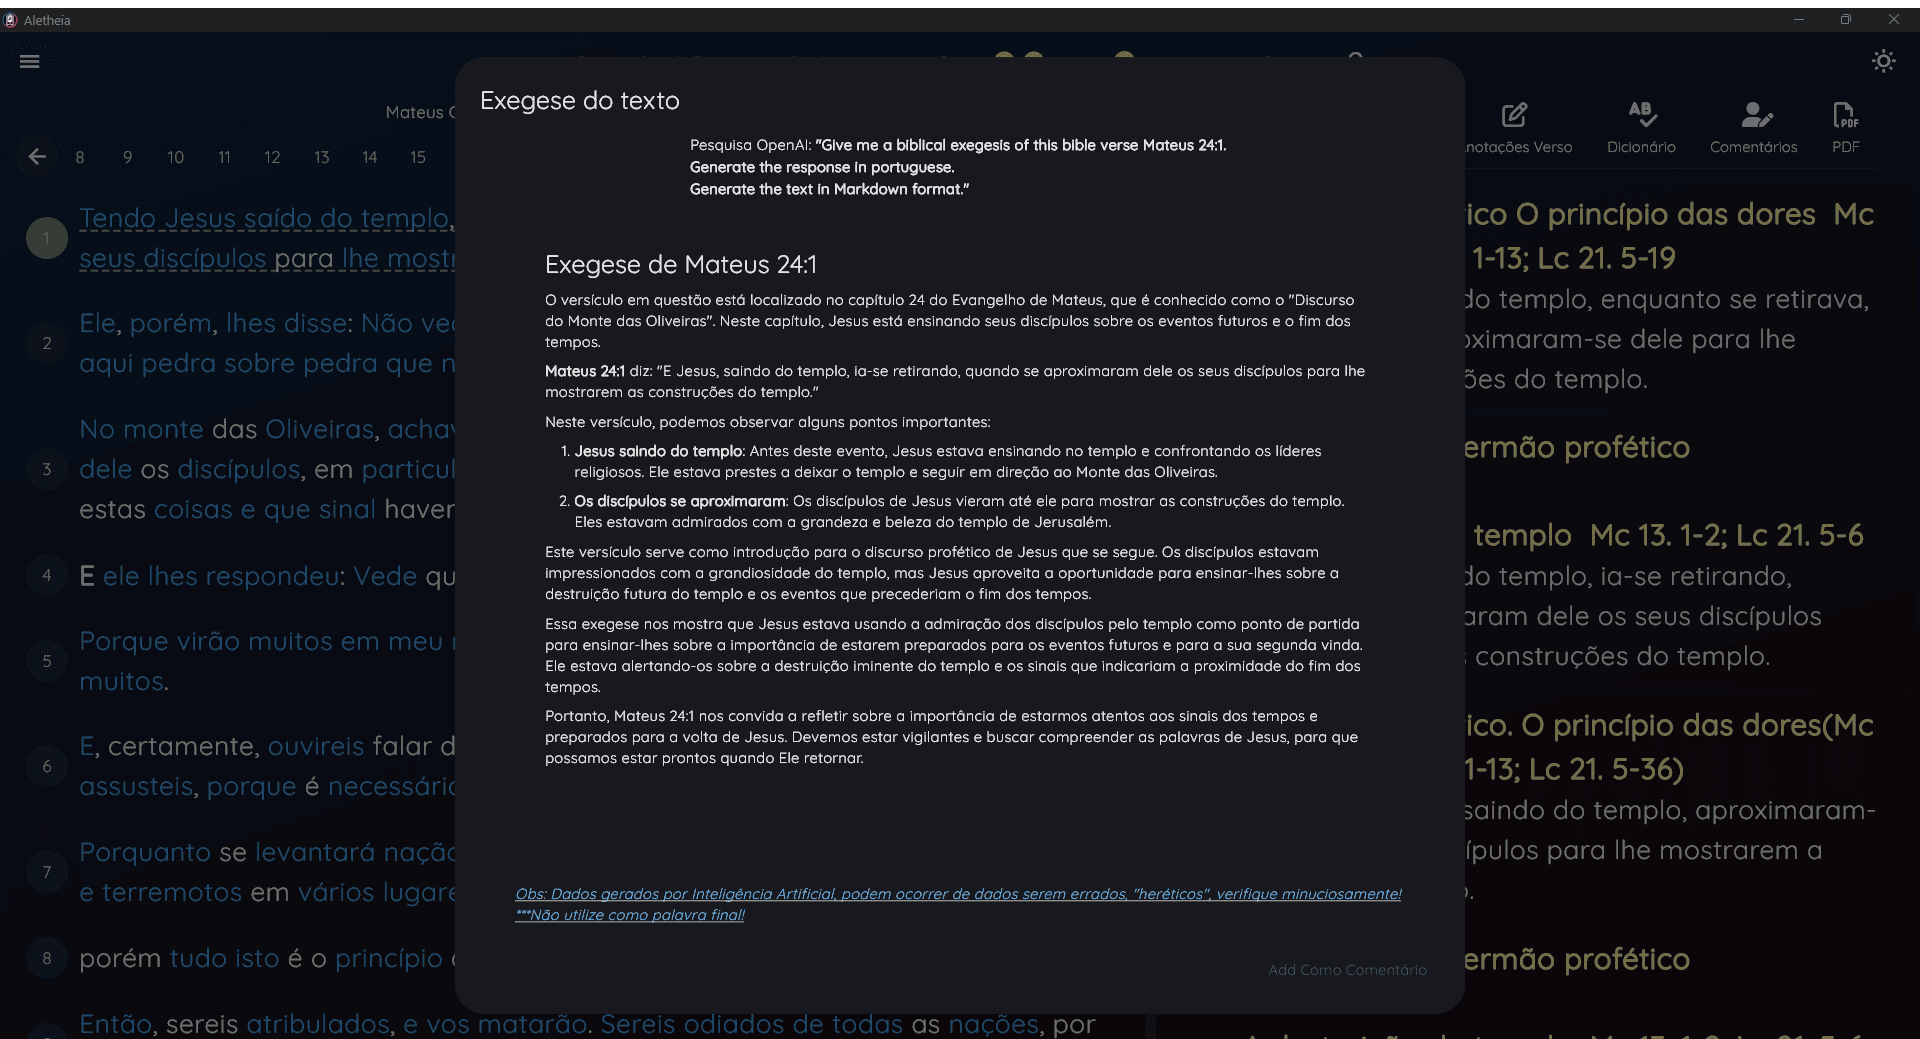 Aletheia
Exegese do texto
Pesquisa OpenAI: "Give me a biblical exegesis of this bible verse Mateus 24:1.
Generate the response in portuguese.
Generate the text in Markdown format."
Exegese de Mateus 24:1
O versículo em questão está localizado no capítulo 24 do Evangelho de Mateus, que é conhecido como o "Discurso
do Monte das Oliveiras". Neste capítulo, Jesus está ensinando seus discípulos sobre os eventos futuros e o fim dos
tempos.
Mateus 24:1 diz: "E Jesus, saindo do templo, ia-se retirando, quando se aproximaram dele os seus discípulos para lhe
mostrarem as construções do templo."
Neste versículo, podemos observar alguns pontos importantes:
1. Jesus saindo do templo: Antes deste evento, Jesus estava ensinando no templo e confrontando os líderes
religiosos. Ele estava prestes a deixar o templo e seguir em direção ao Monte das Oliveiras.
2. Os discípulos se aproximaram: Os discípulos de Jesus vieram até ele para mostrar as construções do templo.
Eles estavam admirados com a grandeza e beleza do templo de Jerusalém.
Este versículo serve como introdução para o discurso profético de Jesus que se segue. Os discípulos estavam
impressionados com a grandiosidade do templo, mas Jesus aproveita a oportunidade para ensinar-lhes sobre a
destruição futura do templo e os eventos que precederiam o fim dos tempos.
Essa exegese nos mostra que Jesus estava usando a admiração dos discípulos pelo templo como ponto de partida
para ensinar-lhes sobre a importância de estarem preparados para os eventos futuros e para a sua segunda vinda.
Ele estava alertando-os sobre a destruição iminente do templo e os sinais que indicariam a proximidade do fim dos
tempos.
Portanto, Mateus 24:1 nos convida a refletir sobre a importância de estarmos atentos aos sinais dos tempos e
preparados para a volta de Jesus. Devemos estar vigilantes e buscar compreender as palavras de Jesus, para que
possamos estar prontos quando Ele retornar.
Obs: Dados gerados por Inteligência Artificial, podem ocorrer de dados serem errados, "heréticos", verifique minuciosamente!
***Não utilize como palavra final!
Add Como Comentário
Mateus
8 9 10 11 12 13 14 15
1 Tendo Jesus saído do templo,
seus discípulos para lhe
2 Ele, porém, lhes disse: Não
aqui pedra sobre pedra que
3 No monte das Oliveiras,
dele os discípulos, em
estas coisas e que sinal
4 E ele lhes respondeu: Vede
5 Porque virão muitos em meu
muitos.
6 E, certamente, ouvireis falar
assusteis, porque é
7 Porquanto se levantará
e terremotos em vários
8 porém tudo isto é o princípio
Então, sereis atribulados, e vos matarão. Sereis odiados de todas as nações, por
notações Verso
Dicionário
Comentários
PDF
ico O princípio das dores Mc
1-13; Lc 21. 5-19
do templo, enquanto se retirava,
oximaram-se dele para lhe
ões do templo.
ermão profético
templo Mc 13. 1-2; Lc 21. 5-6
do templo, ia-se retirando,
aram dele os seus discípulos
construções do templo.
ico. O princípio das dores(Mc
1-13; Lc 21. 5-36)
saindo do templo, aproximaram-
ípulos para lhe mostrarem a
ermão profético